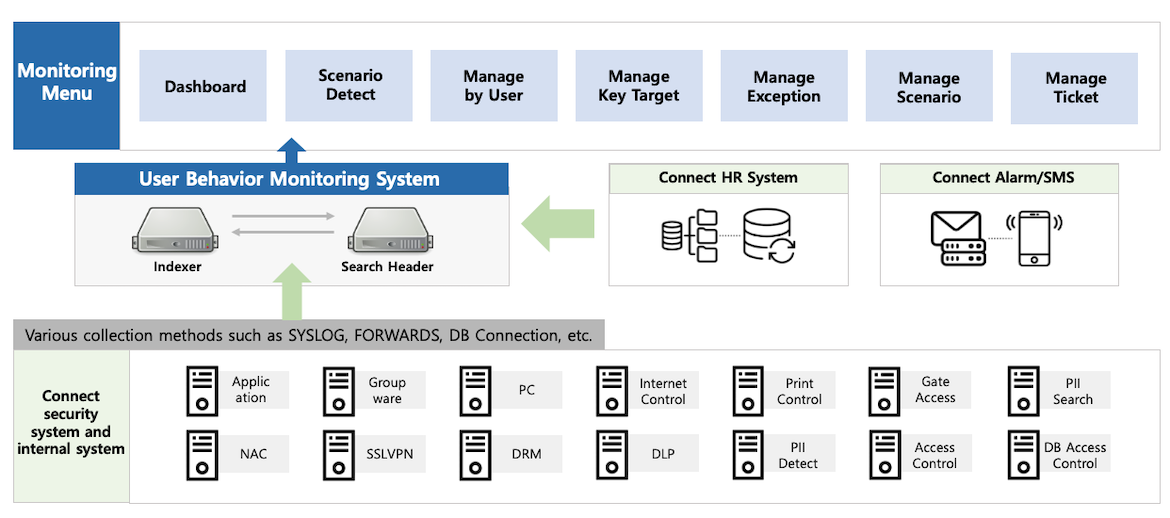 Monitoring
Menu
Dashboard
Scenario
Detect
Manage
by User
Manage
Key Target
Manage
Exception
Manage
Scenario
Manage
Ticket
User Behavior Monitoring System
Indexer
Search Header
Connect HR System
Connect Alarm/SMS
Various collection methods such as SYSLOG, FORWARDS, DB Connection, etc.
Connect
security
system and
internal system
Applic
ation
Group
ware
PC
Internet
Control
Print
Control
Gate
Access
PII
Search
NAC
SSLVPN
DRM
DLP
PII
Detect
Access
Control
DB Access
Control